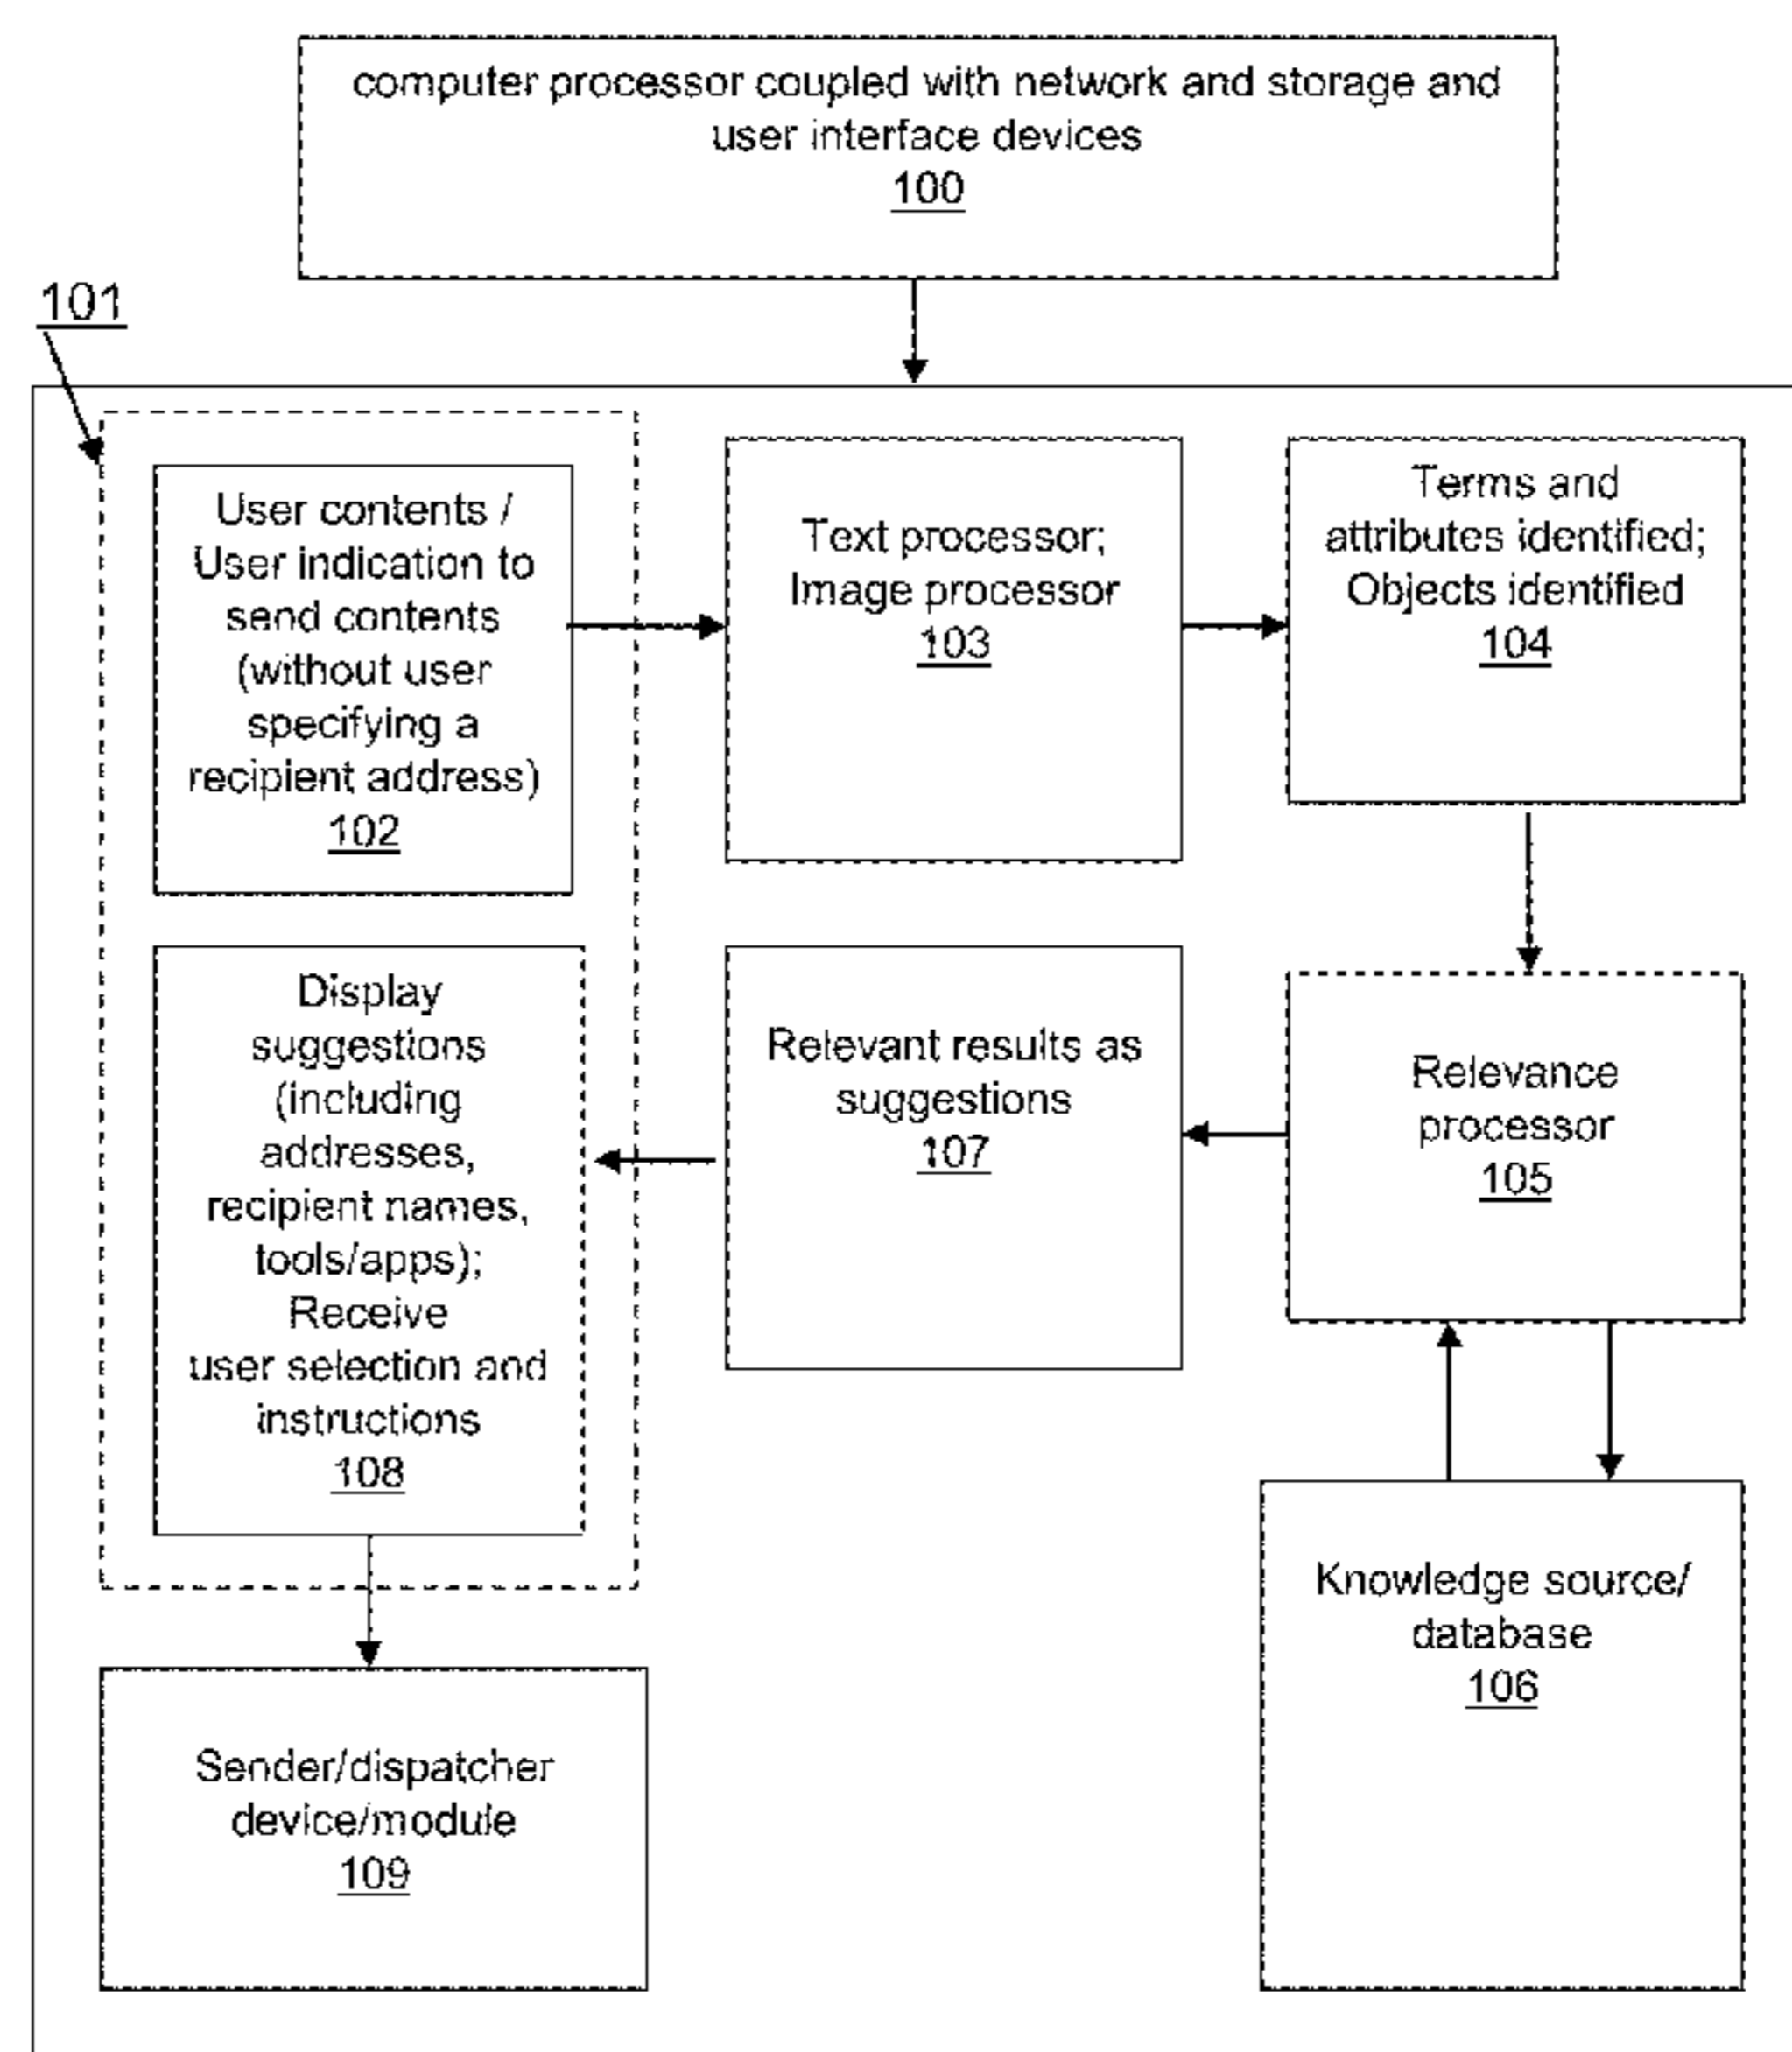 computer processor coupled with network and storage and
user interface devices
100
101
User contents /
User indication to
send contents
(without user
specifying a
recipient address)
102
Text processor;
Image processor
103
Terms and
attributes identified;
Objects identified
104
Display
suggestions
(including
addresses,
recipient names,
tools/apps);
Receive
user selection and
instructions
108
Relevant results as
suggestions
107
Relevance
processor
105
Knowledge source/
database
106
Sender/dispatcher
device/module
109